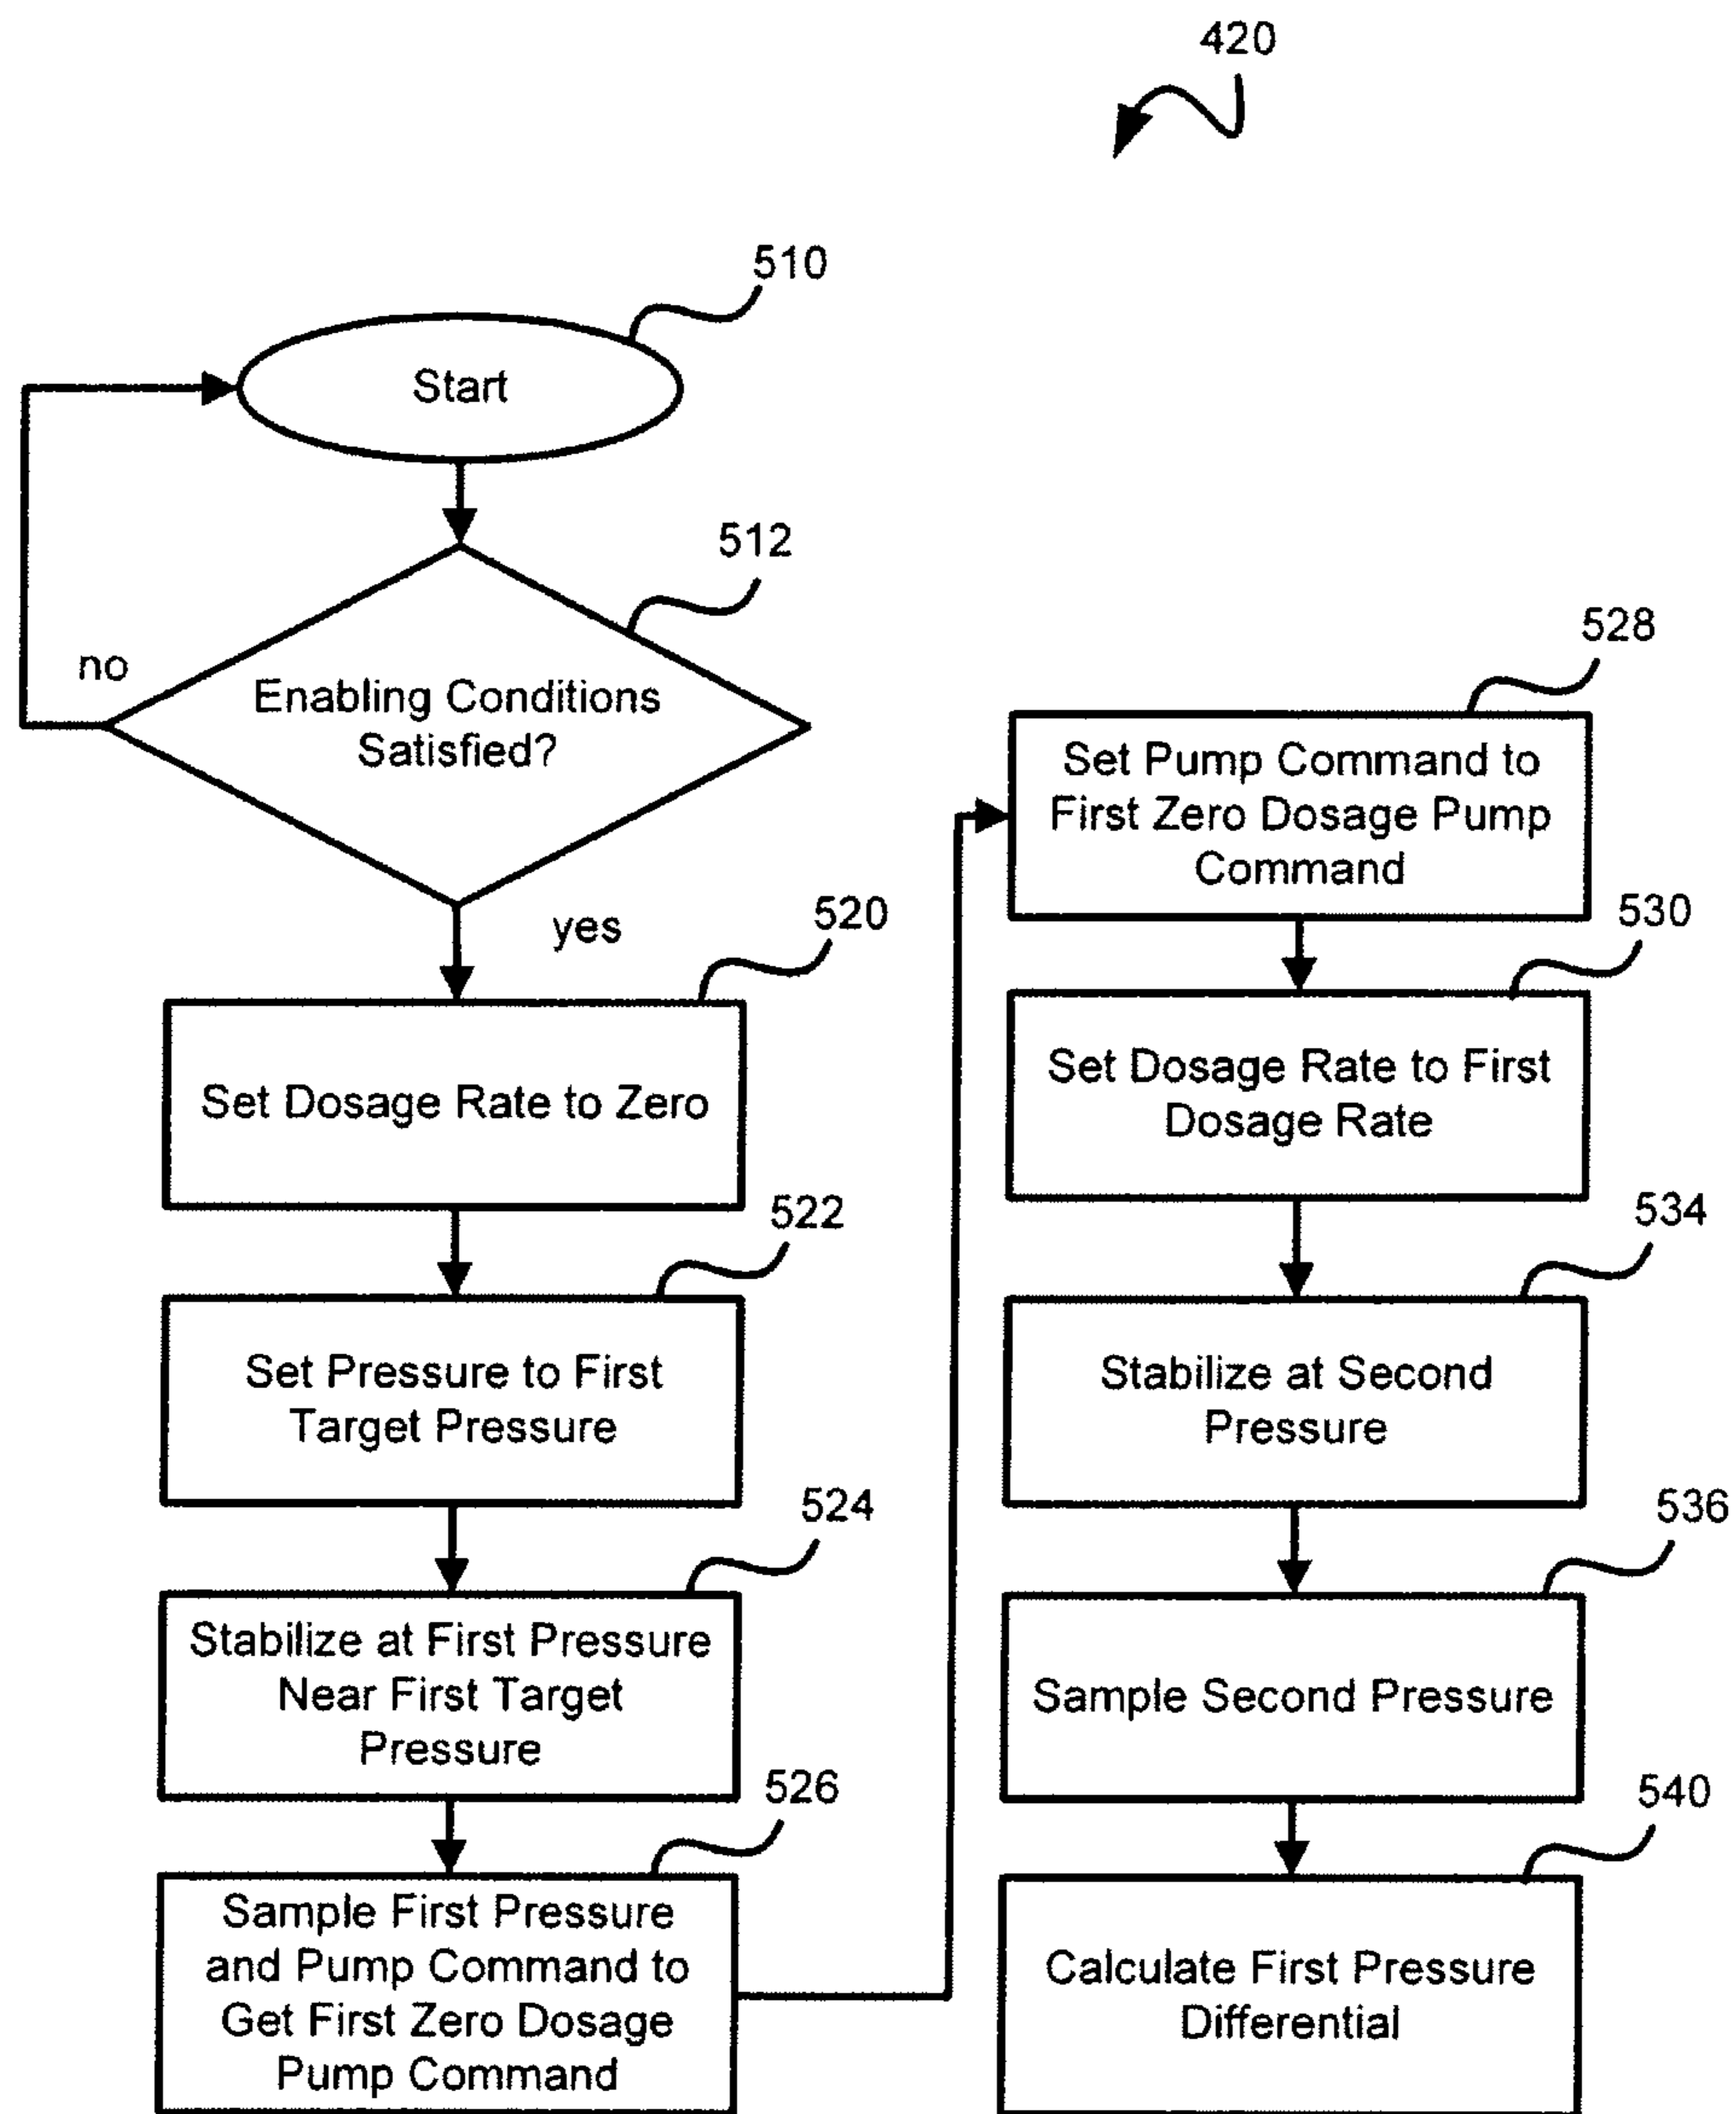 420
510
Start
512
no
Enabling Conditions
Satisfied?
yes
520
Set Dosage Rate to Zero
522
Set Pressure to First
Target Pressure
524
Stabilize at First Pressure
Near First Target
Pressure
526
Sample First Pressure
and Pump Command to
Get First Zero Dosage
Pump Command
528
Set Pump Command to
First Zero Dosage Pump
Command
530
Set Dosage Rate to First
Dosage Rate
534
Stabilize at Second
Pressure
536
Sample Second Pressure
540
Calculate First Pressure
Differential